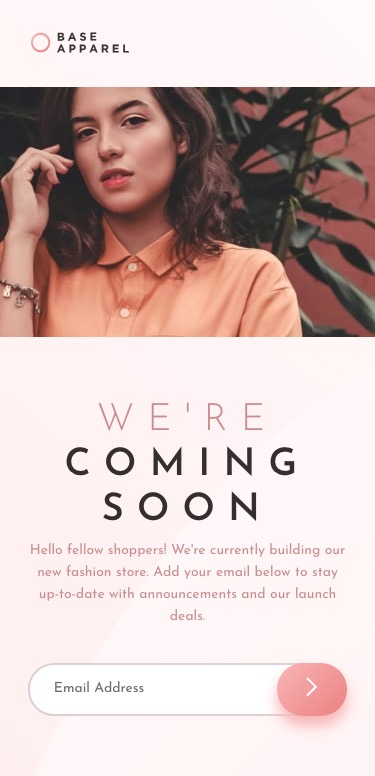 BASE
APPAREL
WE'RE
COMING
SOON
Hello fellow shoppers! We're currently building our
new fashion store. Add your email below to stay
up-to-date with announcements and our launch
deals.
Email Address